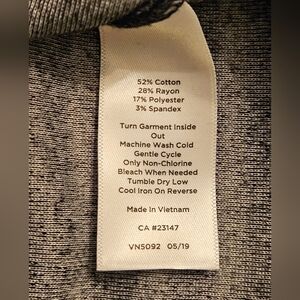 52% Cotton
28% Rayon
17% Polyester
3% Spandex
Turn Garment Inside
Out
Machine Wash Cold
Gentle Cycle
Only Non-Chlorine
Bleach When Needed
Tumble Dry Low
Cool Iron On Reverse
Made In Vietnam
CA #23147
VN5092 05/19